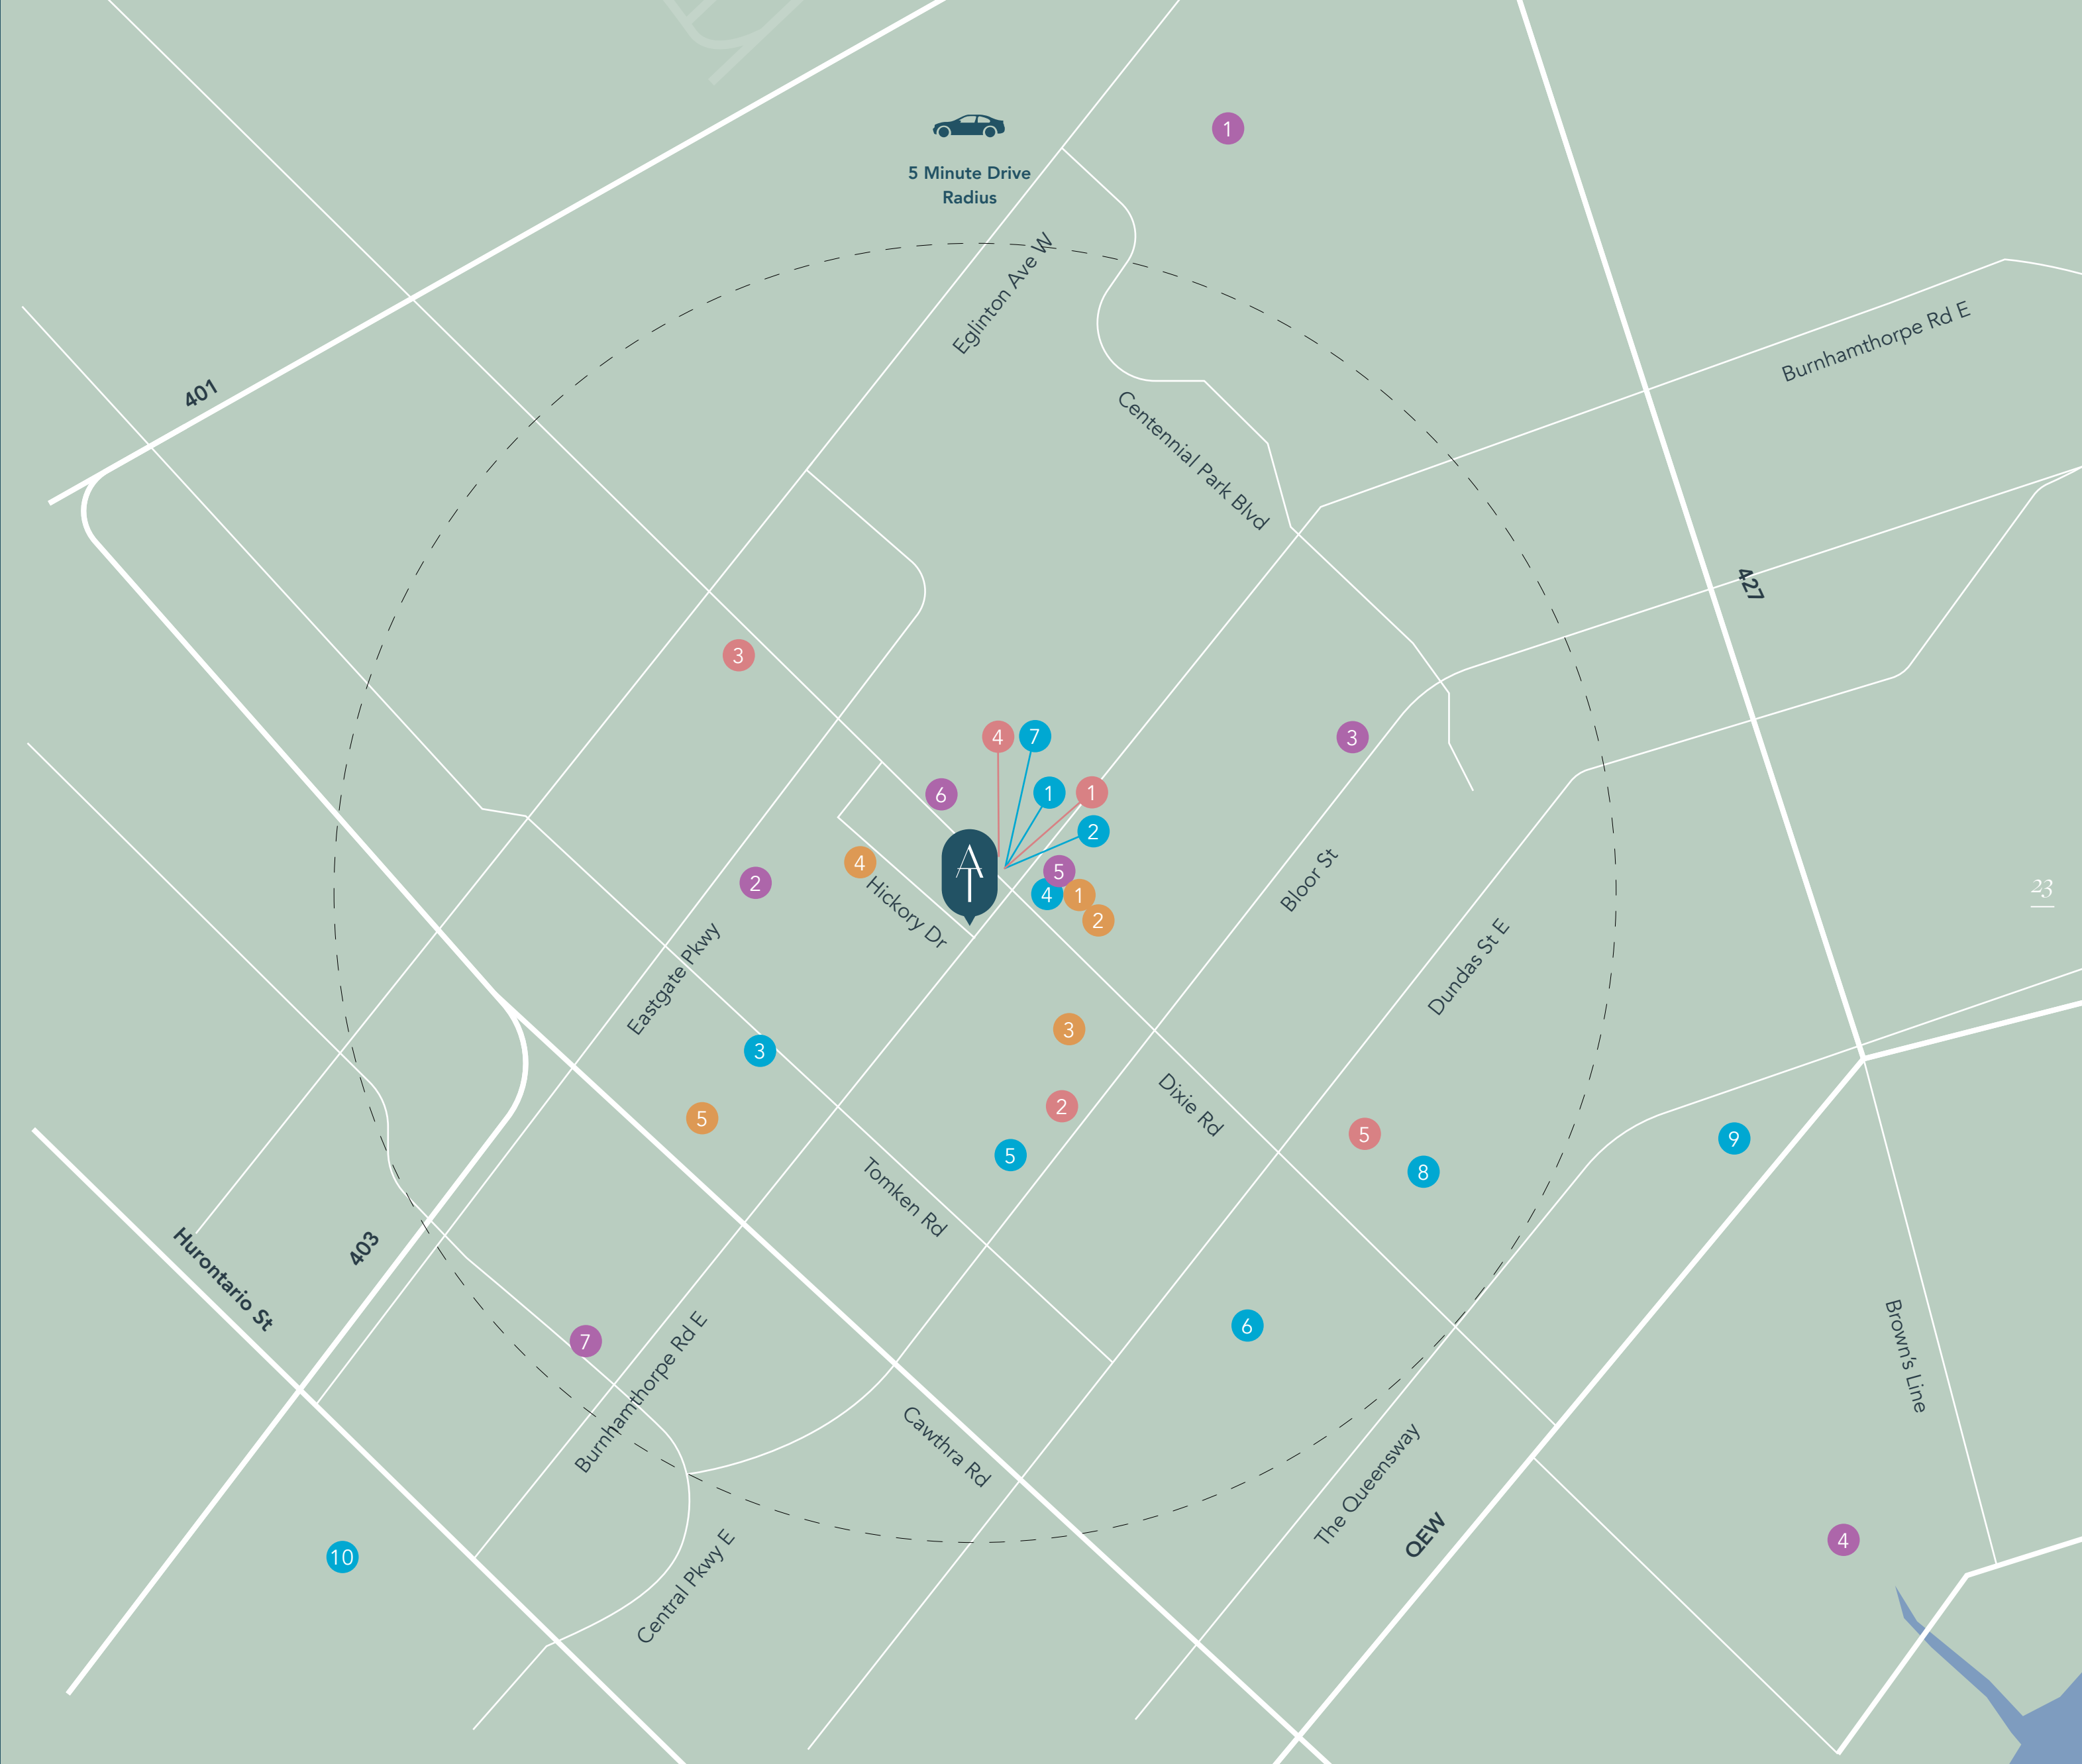 1
5 Minute Drive
Radius
Eglinton Ave W
Burnhamthorpe Rd E
401
Centennial Park Blvd
427
3
4
7
3
6
1
1
2
4
5
2
Hickory Dr
AT
4
1
2
Bloor St
23
Eastgate Pkwy
Dundas St E
3
3
5
2
Dixie Rd
5
9
5
8
Tomken Rd
Hurontario St
403
7
Burnhamthorpe Rd E
6
Brown's Line
Cawthra Rd
The Queensway
QEW
4
10
Central Pkwy E